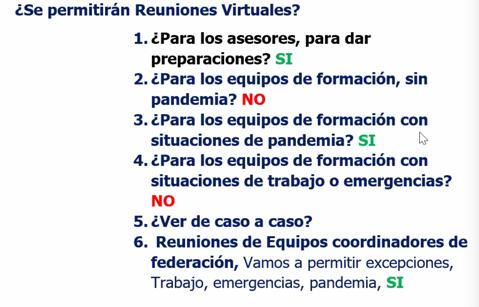 ¿Se permitirán Reuniones Virtuales?
1. ¿Para los asesores, para dar
preparaciones? SI
2. ¿Para los equipos de formación, sin
pandemia? NO
3. ¿Para los equipos de formación con
situaciones de pandemia? SI
4. ¿Para los equipos de formación con
situaciones de trabajo o emergencias?
NO
5. ¿Ver de caso a caso?
6. Reuniones de Equipos coordinadores de
federación, Vamos a permitir excepciones,
Trabajo, emergencias, pandemia, SI